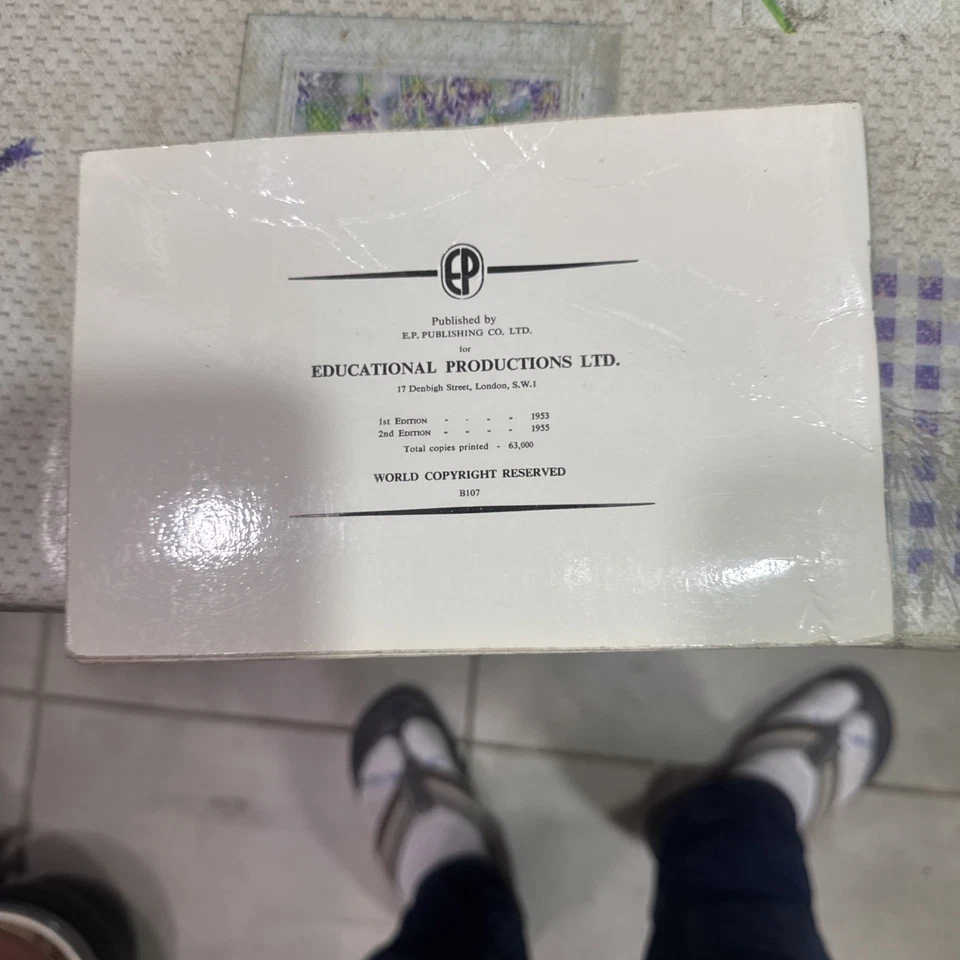 EP
Published by
E.P. PUBLISHING CO. LTD.
for
EDUCATIONAL PRODUCTIONS LTD.
17 Denbigh Street, London, S.W.1
1st EDITION - - - - 1953
2nd EDITION - - - - 1955
Total copies printed - 63,000
WORLD COPYRIGHT RESERVED
B107